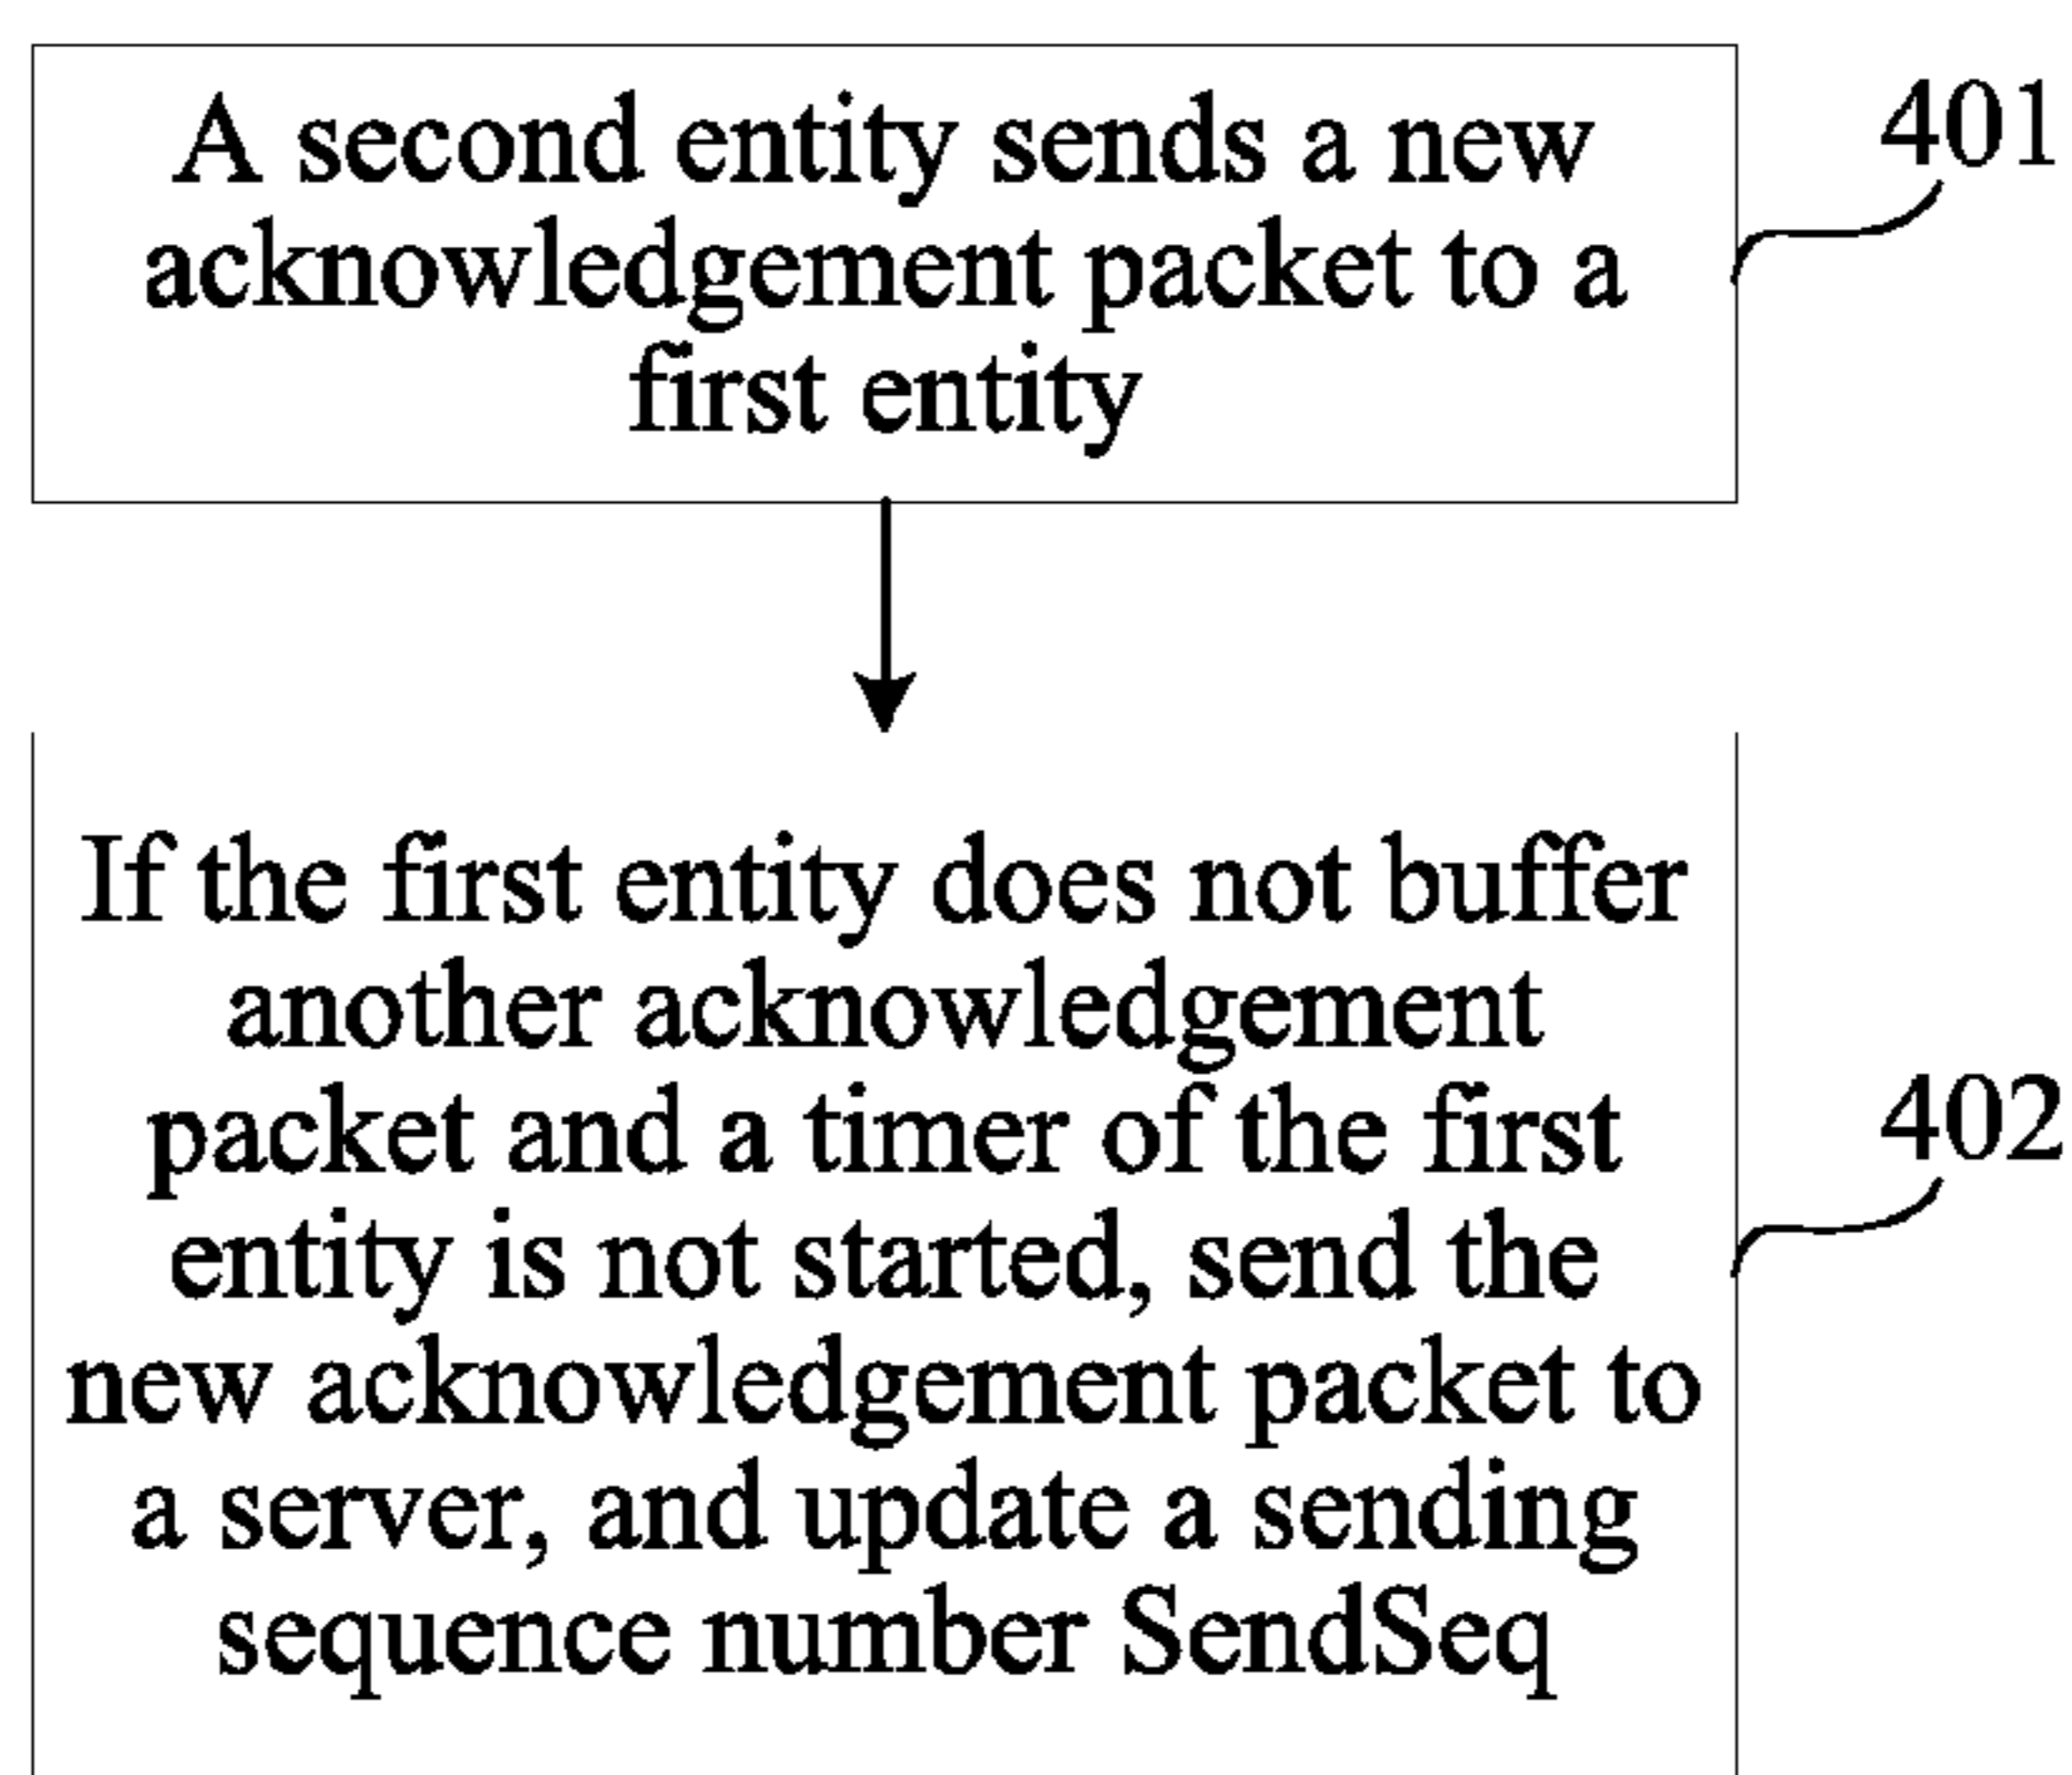 A second entity sends a new
acknowledgement packet to a
first entity
401
If the first entity does not buffer
another acknowledgement
packet and a timer of the first
entity is not started, send the
new acknowledgement packet to
a server, and update a sending
sequence number SendSeq
402